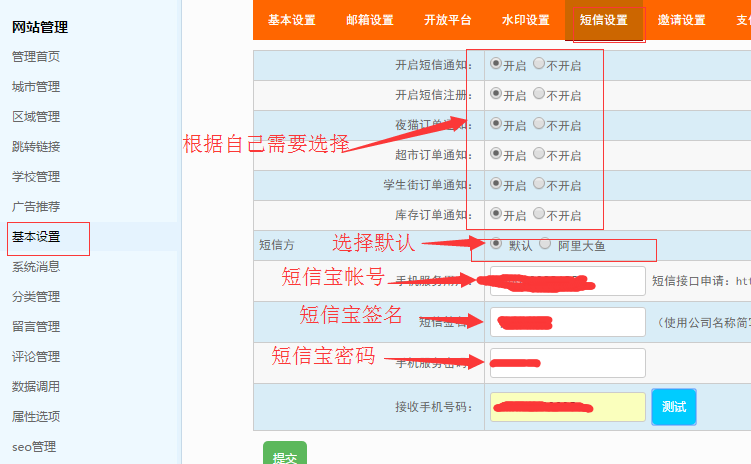 网站管理
管理首页
城市管理
区域管理
跳转链接
学校管理
广告推荐
基本设置
系统消息
分类管理
留言管理
评论管理
数据调用
属性选项
seo管理
基本设置 邮箱设置 开放平台 水印设置 短信设置 邀请设置
开启短信通知: 开启 不开启
开启短信注册: 开启 不开启
夜猫订单通知: 开启 不开启
根据自己需要选择
超市订单通知: 开启 不开启
学生街订单通知: 开启 不开启
库存订单通知: 开启 不开启
短信方 选择默认 默认 阿里大鱼
短信宝帐号
手机服务 短信接口申请:
短信宝签名
短信签名 (使用公司名称简
短信宝密码
手机服务密码
接收手机号码: 测试
提交